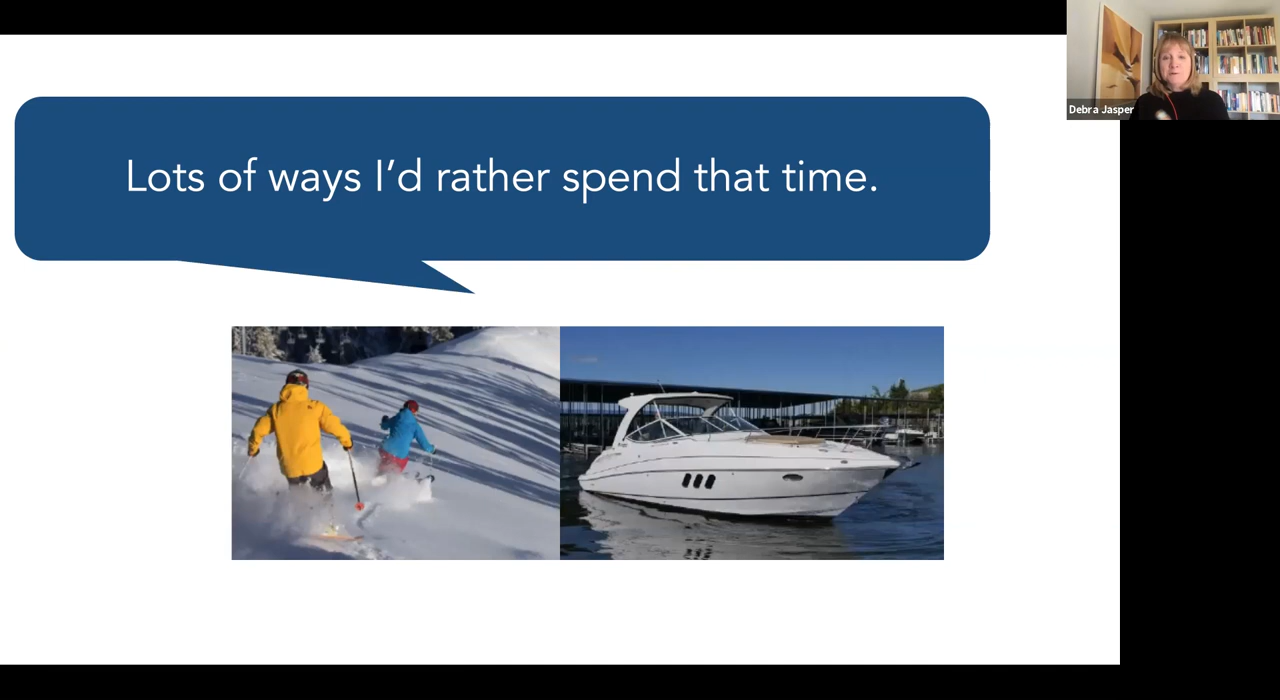 Lots of ways I’d rather spend that time.
Debra Jasper